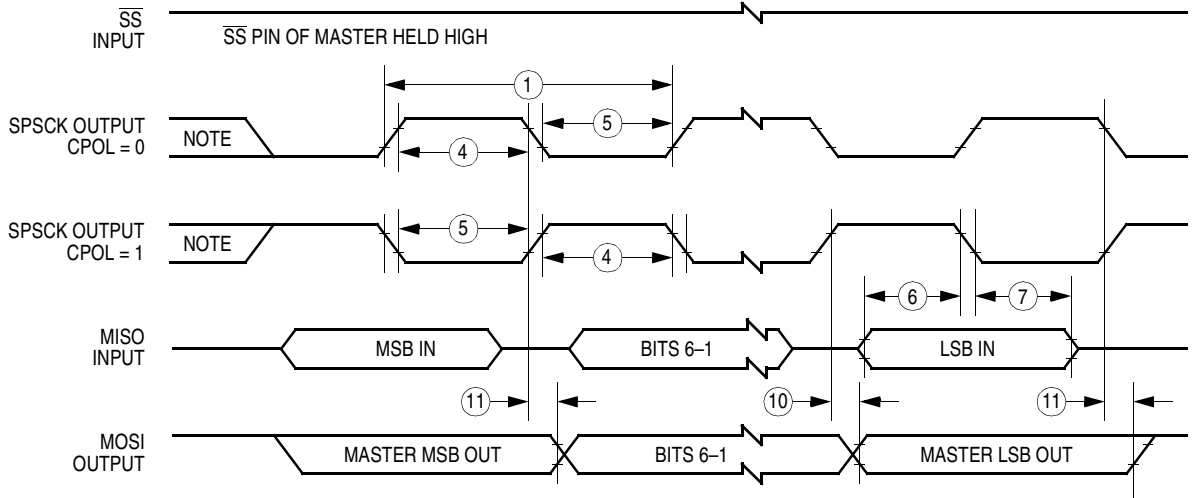 SS
INPUT
SS PIN OF MASTER HELD HIGH
1
SPSCK OUTPUT
CPOL = 0
NOTE
5
4
SPSCK OUTPUT
CPOL = 1
NOTE
5
4
6
7
MISO
INPUT
MSB IN
BITS 6–1
LSB IN
11
10
11
MOSI
OUTPUT
MASTER MSB OUT
BITS 6–1
MASTER LSB OUT